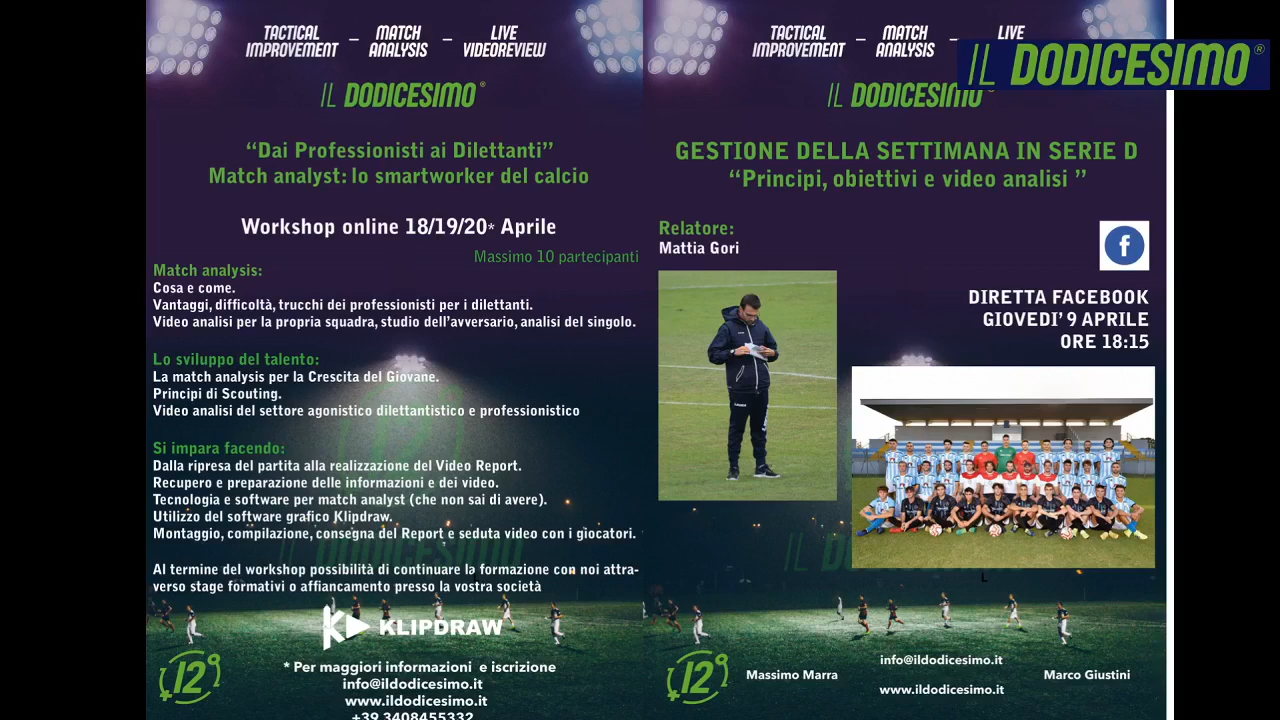 TACTICAL IMPROVEMENT – MATCH ANALYSIS – LIVE VIDEOREVIEW
IL DODICESIMO®
“Dai Professionisti ai Dilettanti”
Match analyst: lo smartworker del calcio
Workshop online 18/19/20* Aprile
Massimo 10 partecipanti
Match analysis:
Cosa e come.
Vantaggi, difficoltà, trucchi dei professionisti per i dilettanti.
Video analisi per la propria squadra, studio dell’avversario, analisi del singolo.
Lo sviluppo del talento:
La match analysis per la Crescita del Giovane.
Principi di Scouting.
Video analisi del settore agonistico dilettantistico e professionistico
Si impara facendo:
Dalla ripresa del partita alla realizzazione del Video Report.
Recupero e preparazione delle informazioni e dei video.
Tecnologia e software per match analyst (che non sai di avere).
Utilizzo del software grafico Klipdraw.
Montaggio, compilazione, consegna del Report e seduta video con i giocatori.
Al termine del workshop possibilità di continuare la formazione con noi attra-
verso stage formativi o affiancamento presso la vostra società
KLIPDRAW
12
* Per maggiori informazioni e iscrizione
info@ildodicesimo.it
www.ildodicesimo.it
+39 3408455332
TACTICAL IMPROVEMENT – MATCH ANALYSIS – LIVE
IL DODICESIMO®
IL DODICESIMO
GESTIONE DELLA SETTIMANA IN SERIE D
“Principi, obiettivi e video analisi ”
Relatore:
Mattia Gori
f
DIRETTA FACEBOOK
GIOVEDI’ 9 APRILE
ORE 18:15
12
Massimo Marra
info@ildodicesimo.it
www.ildodicesimo.it
Marco Giustini